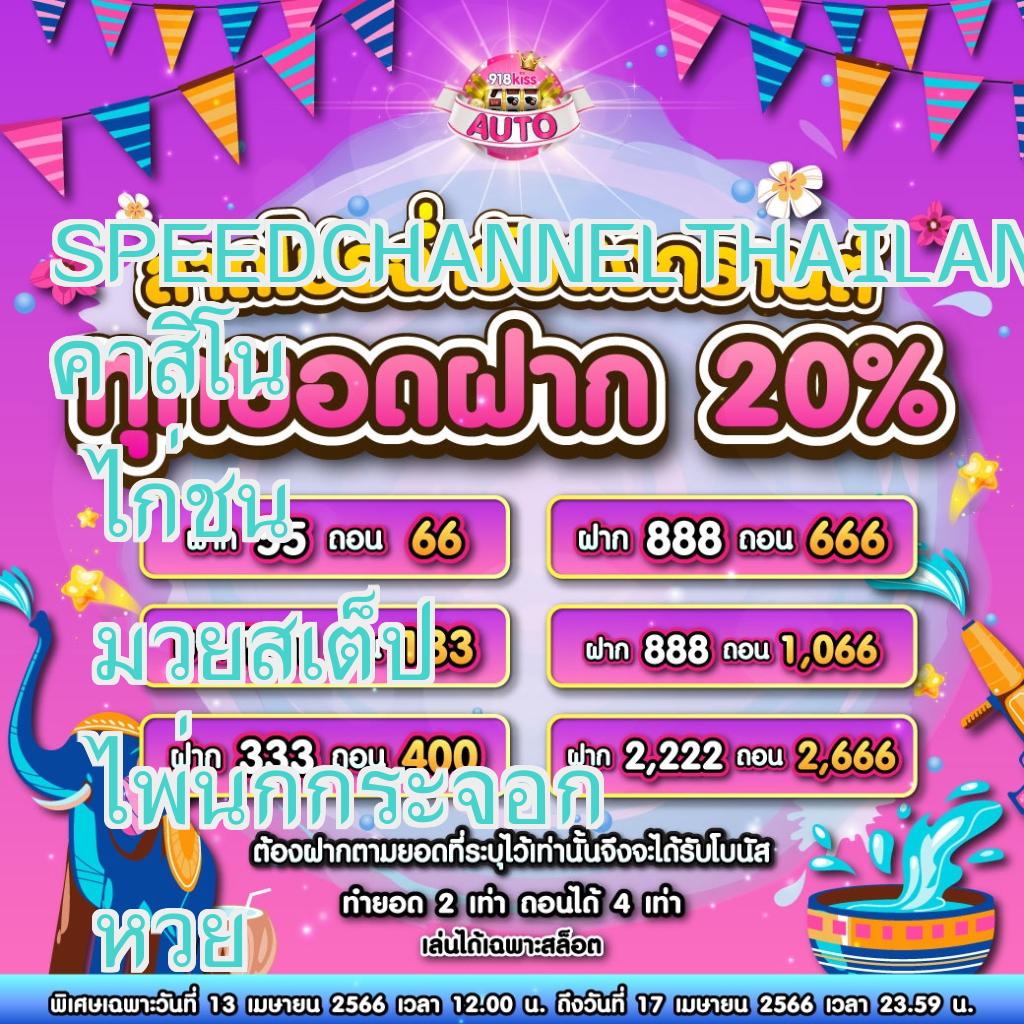 918kiss
AUTO
SPEEDCHANNELTHAILAN
คาสิโน
ทุกยอดฝาก 20%
ไก่ชน
ฝาก 55 ถอน 66
ฝาก 888 ถอน 666
มวยสเต็ป
183
ฝาก 888 ถอน 1,066
ฝาก 333 ถอน 400
ฝาก 2,222 ถอน 2,666
ไพ่นกกระจอก
ต้องฝากตามยอดที่ระบุไว้เท่านั้นจึงจะได้รับโบนัส
ทำยอด 2 เท่า ถอนได้ 4 เท่า
หวย
เล่นได้เฉพาะสล็อต
พิเศษเฉพาะวันที่ 13 เมษายน 2566 เวลา 12.00 น. ถึงวันที่ 17 เมษายน 2566 เวลา 23.59 น.